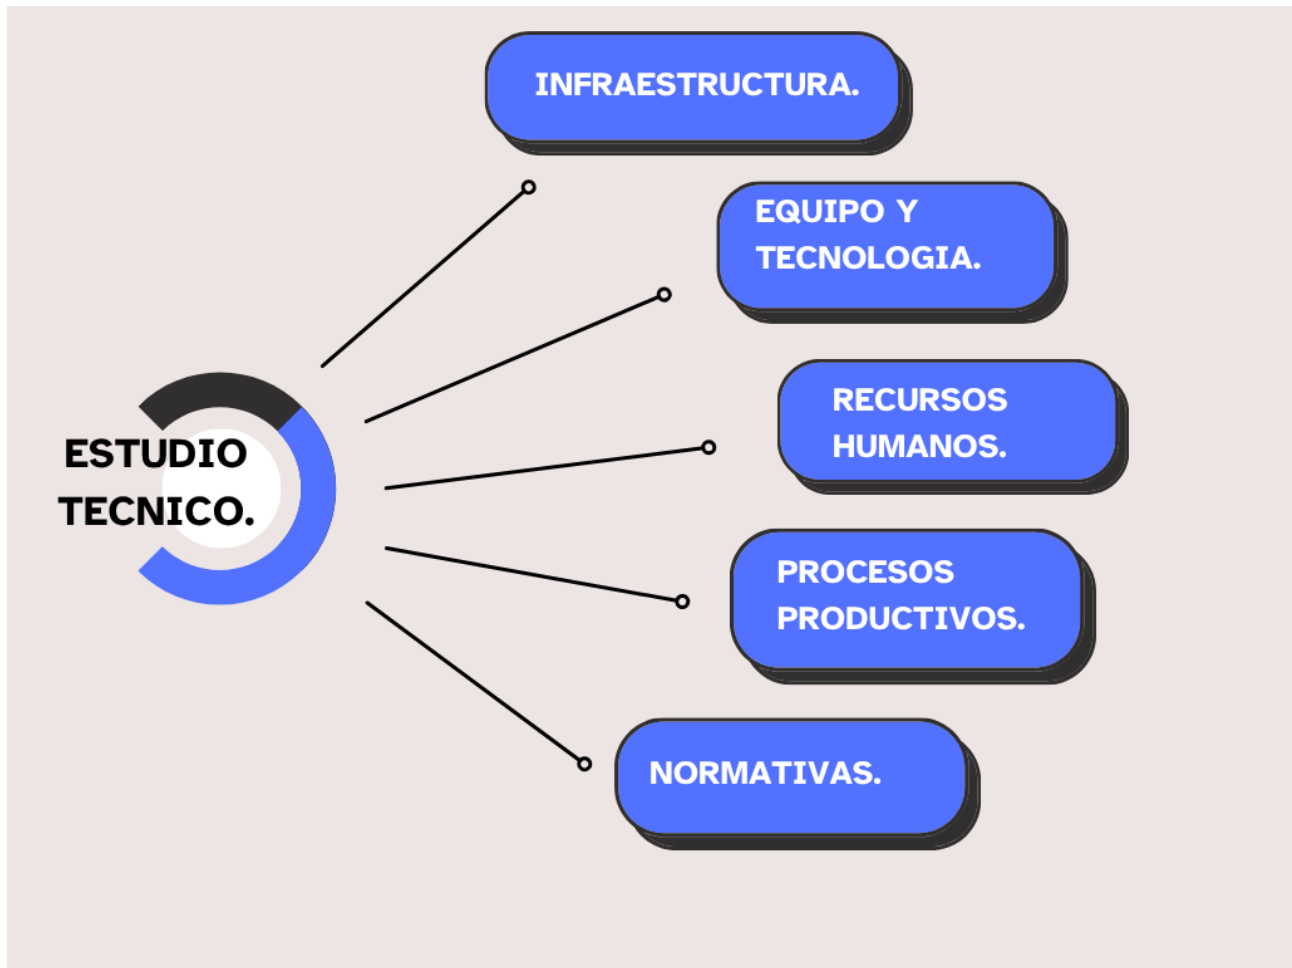 INFRAESTRUCTURA.
EQUIPO Y
TECNOLOGIA.
RECURSOS
HUMANOS.
ESTUDIO
TECNICO.
PROCESOS
PRODUCTIVOS.
NORMATIVAS.